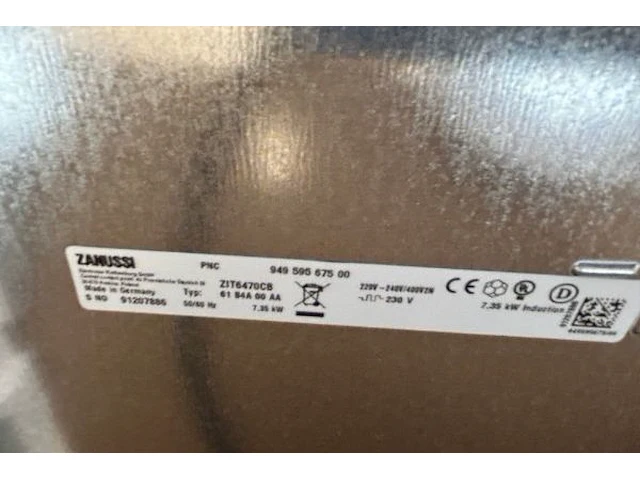 ZANUSSI
PNC 949 595 675 00
ZIT6470CB
Made in Germany Typ: 61 B4A 00 AA
S NO 91207886 50/60 Hz 7.35 kW
220V-240V/400V2N
230 V
CE
D
7.35 kW Induction